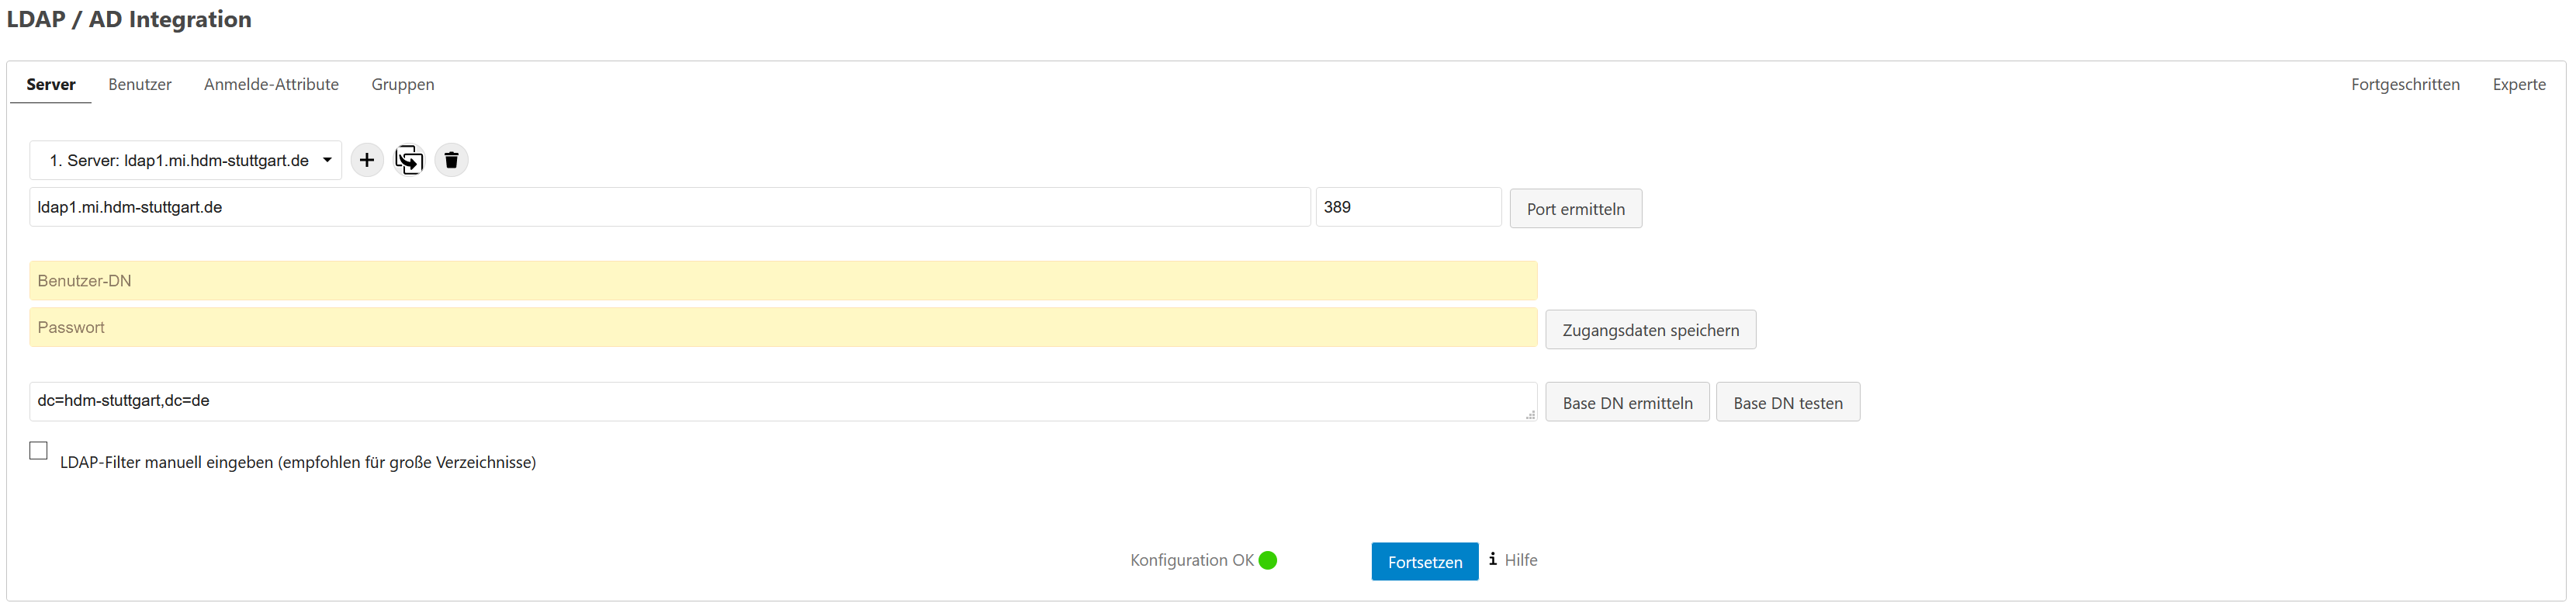 LDAP / AD Integration
Server Benutzer Anmelde-Attribute Gruppen Fortgeschritten Experte
1. Server: ldap1.mi.hdm-stuttgart.de
ldap1.mi.hdm-stuttgart.de 389 Port ermitteln
Benutzer-DN
Passwort Zugangsdaten speichern
dc=hdm-stuttgart,dc=de Base DN ermitteln Base DN testen
LDAP-Filter manuell eingeben (empfohlen für große Verzeichnisse)
Konfiguration OK Fortsetzen i Hilfe